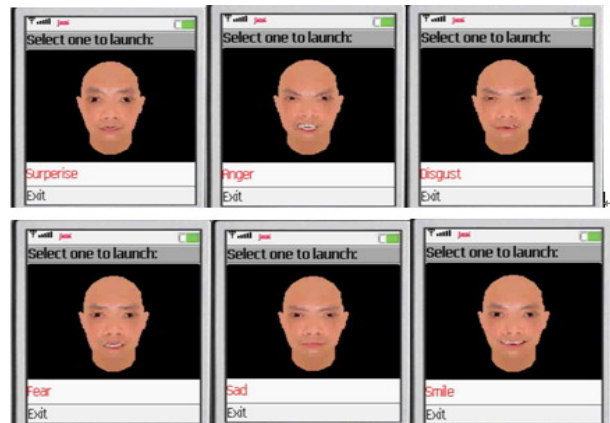 Select one to launch:
Surperise
Exit
Select one to launch:
Anger
Exit
Select one to launch:
Disgust
Exit
Select one to launch:
Fear
Exit
Select one to launch:
Sad
Exit
Select one to launch:
Smile
Exit